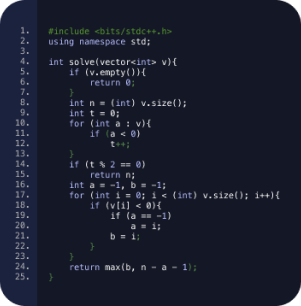 1. #include <bits/stdc++.h>
2. using namespace std;
3.
4. int solve(vector<int> v){
5. if (v.empty()){
6. return 0;
7. }
8. int n = (int) v.size();
9. int t = 0;
10. for (int a : v){
11. if (a < 0)
12. t++;
13. }
14. if (t % 2 == 0)
15. return n;
16. int a = -1, b = -1;
17. for (int i = 0; i < (int) v.size(); i++){
18. if (v[i] < 0){
19. if (a == -1)
20. a = i;
21. b = i;
22. }
23. }
24. return max(b, n - a - 1);
25. }